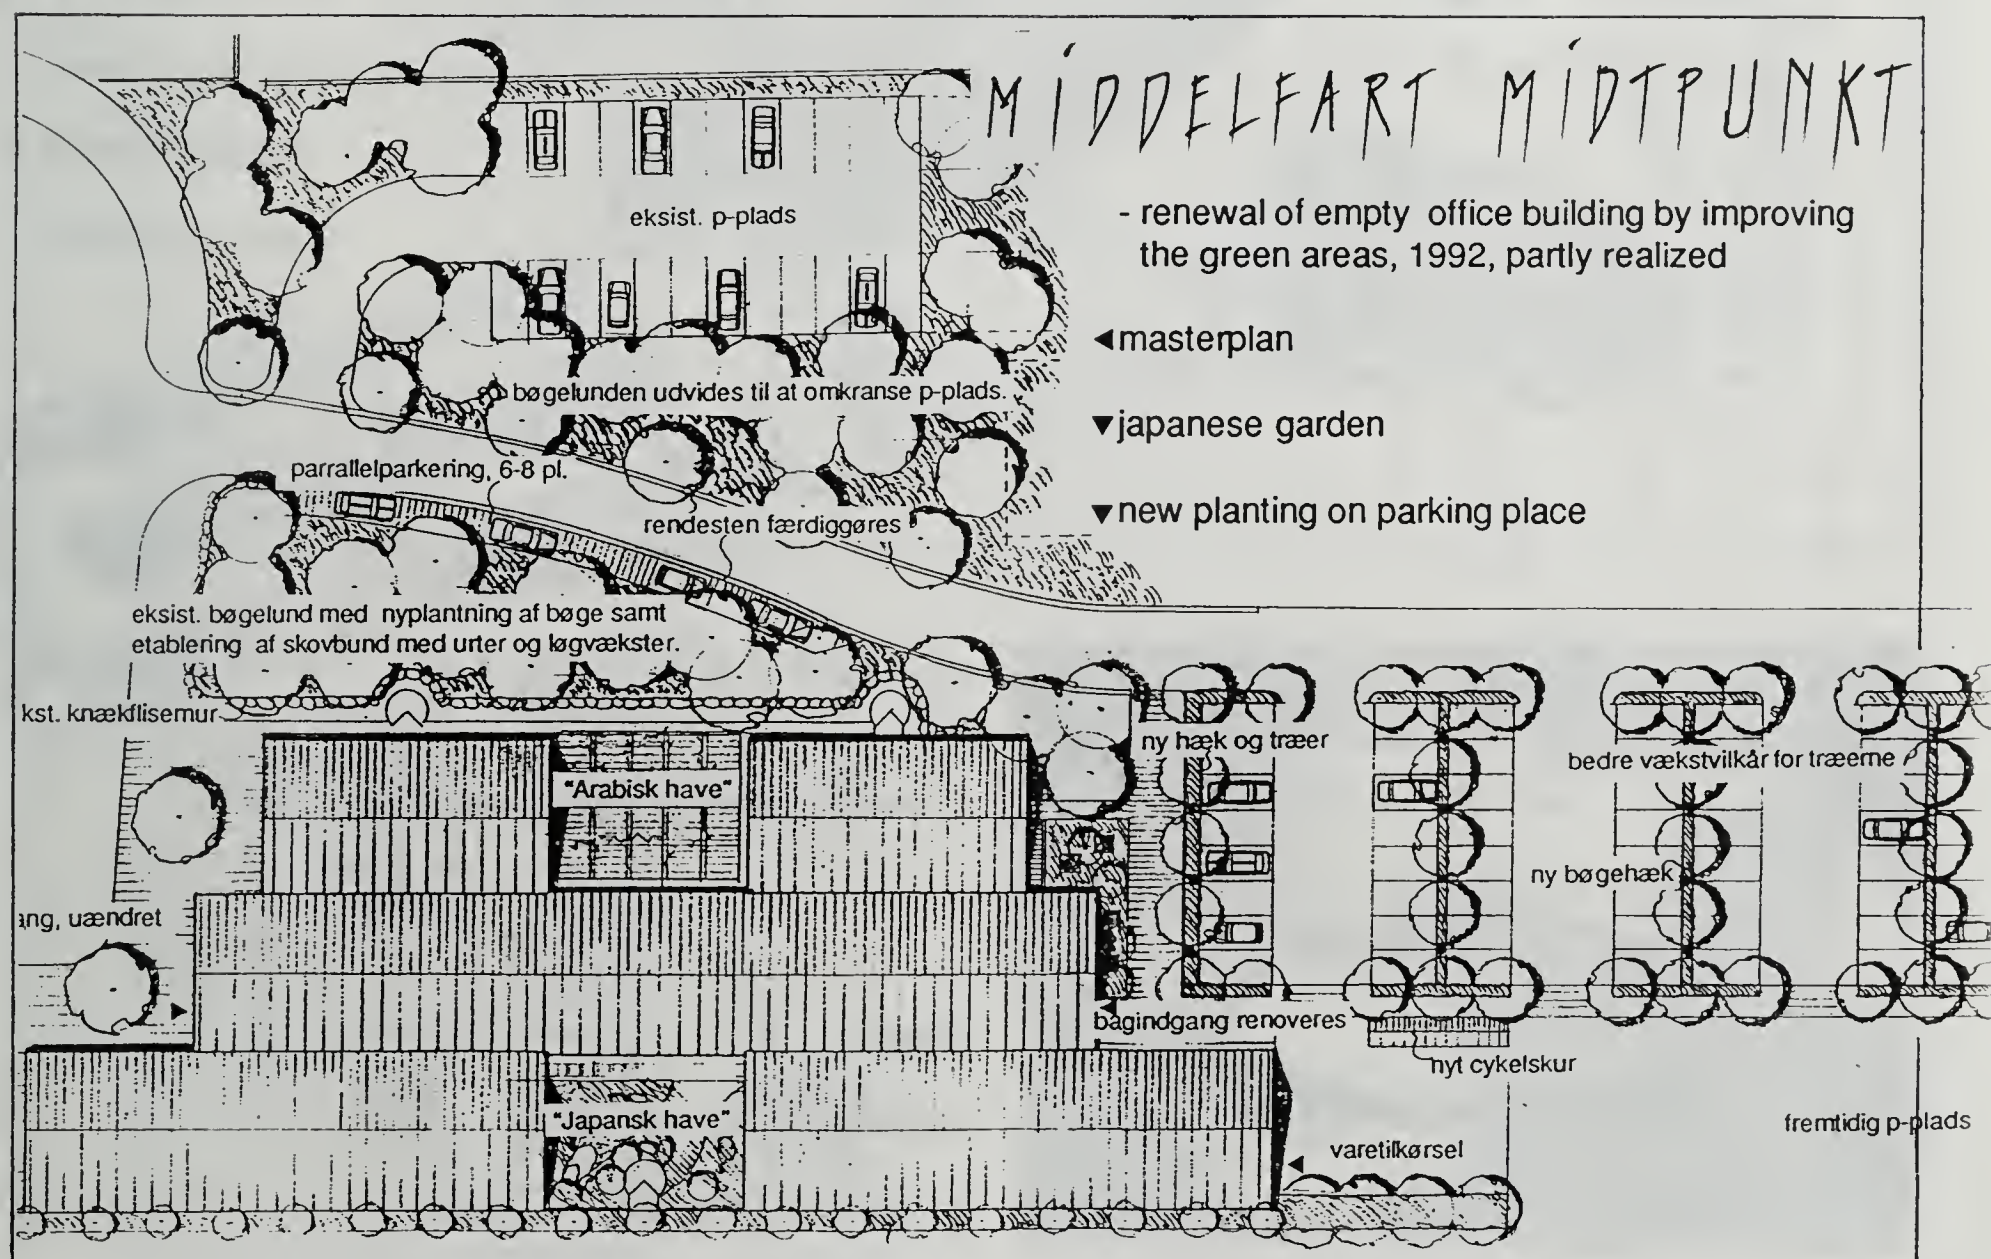 MIDDELFART MIDTPUNKT
- renewal of empty office building by improving
the green areas, 1992, partly realized
◄masterplan
▼japanese garden
▼new planting on parking place
eksist. p-plads
bøgelunden udvides til at omkranse p-plads.
parrallelparkering, 6-8 pl.
rendesten færdiggøres
eksist. bøgelund med nyplantning af bøge samt
etablering af skovbund med urter og løgvækster.
kst. knækflisemur
ny hæk og træer
bedre vækstvilkår for træerne
"Arabisk have"
ny bøgehæk
ang, uændret
bagindgang renoveres
nyt cykelskur
"Japansk have"
fremtidig p-plads
varetilkørsel